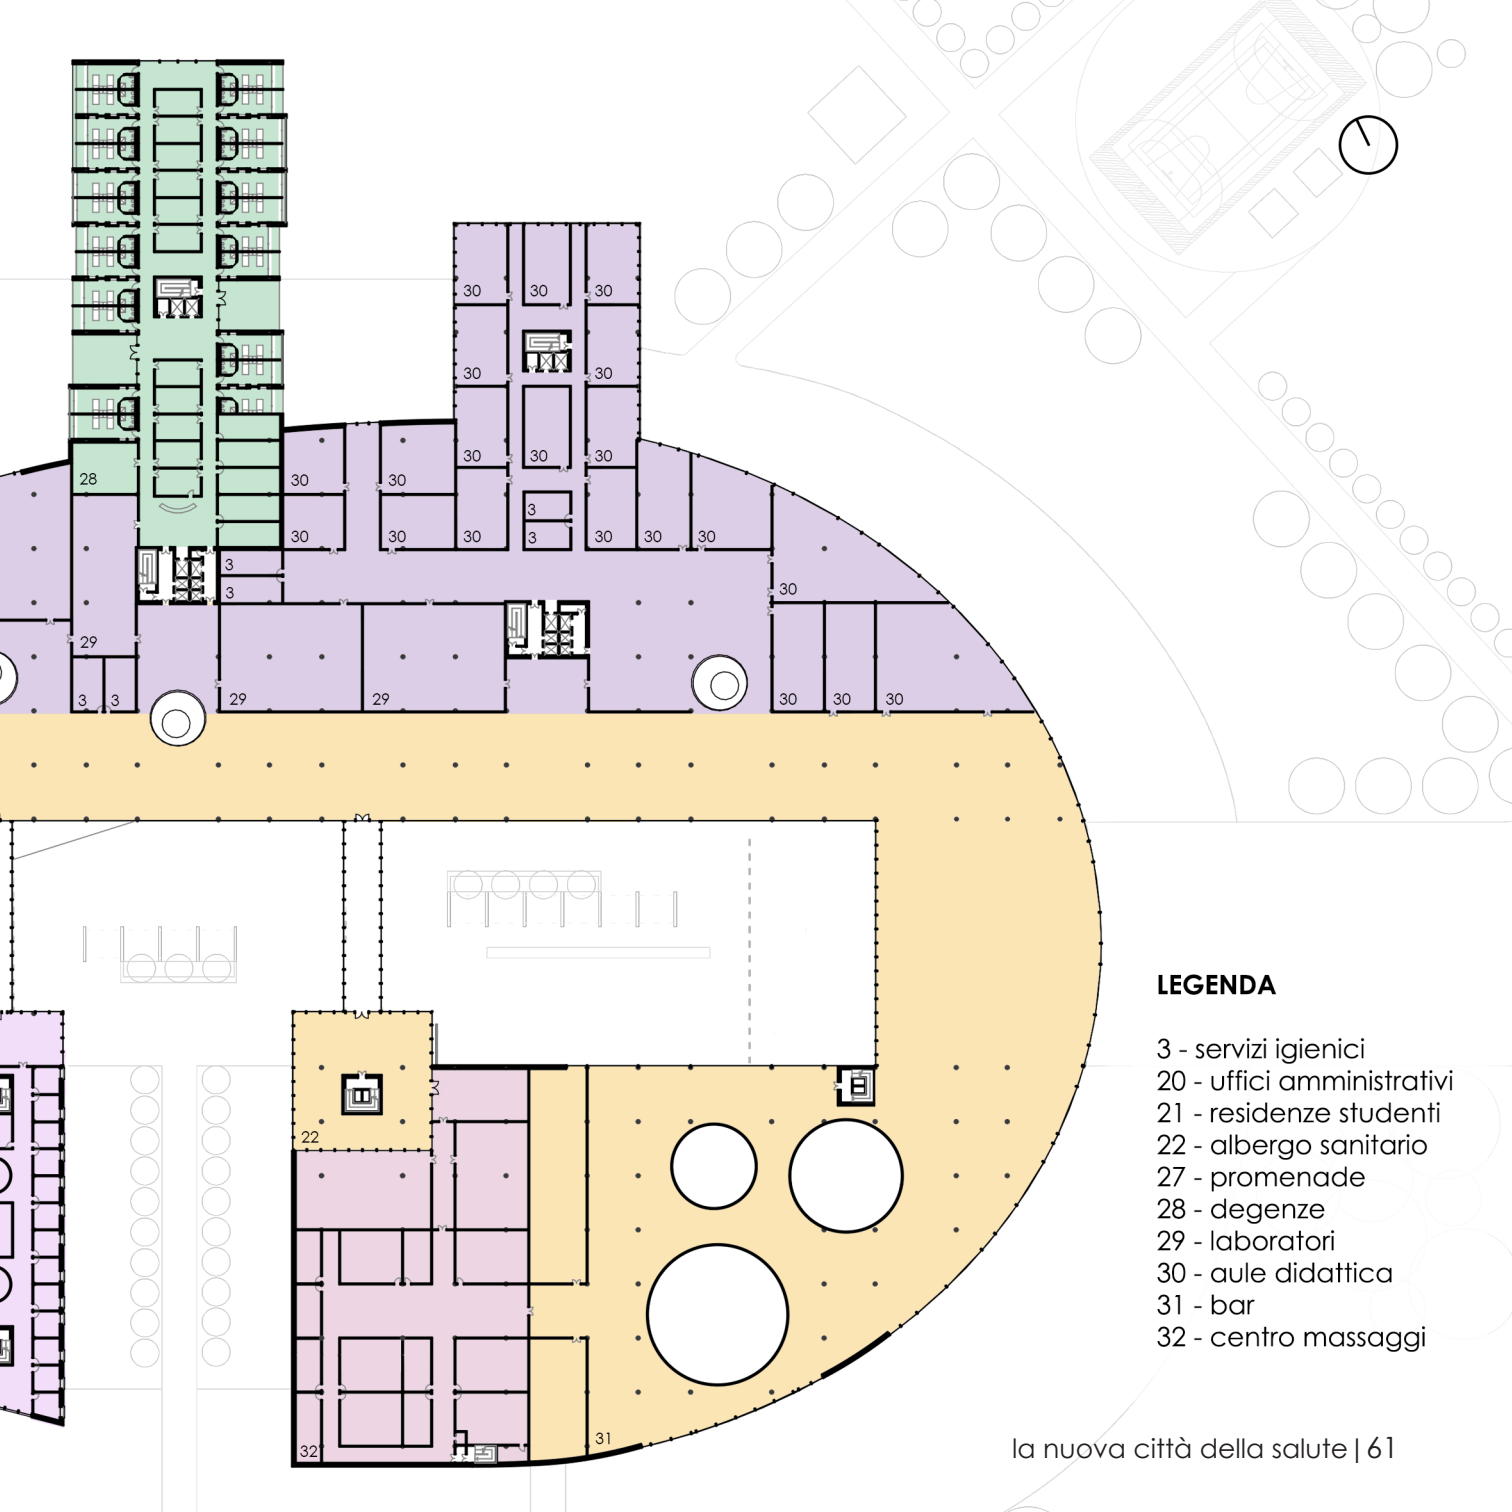 30 30 30
30 30
30 30 30
28 30 30
3
30 30 30 3 30 30 30
3
3 30
29
3 3 29 29 30 30 30
22
31
32
LEGENDA
3 - servizi igienici
20 - uffici amministrativi
21 - residenze studenti
22 - albergo sanitario
27 - promenade
28 - degenze
29 - laboratori
30 - aule didattica
31 - bar
32 - centro massaggi
la nuova città della salute|61